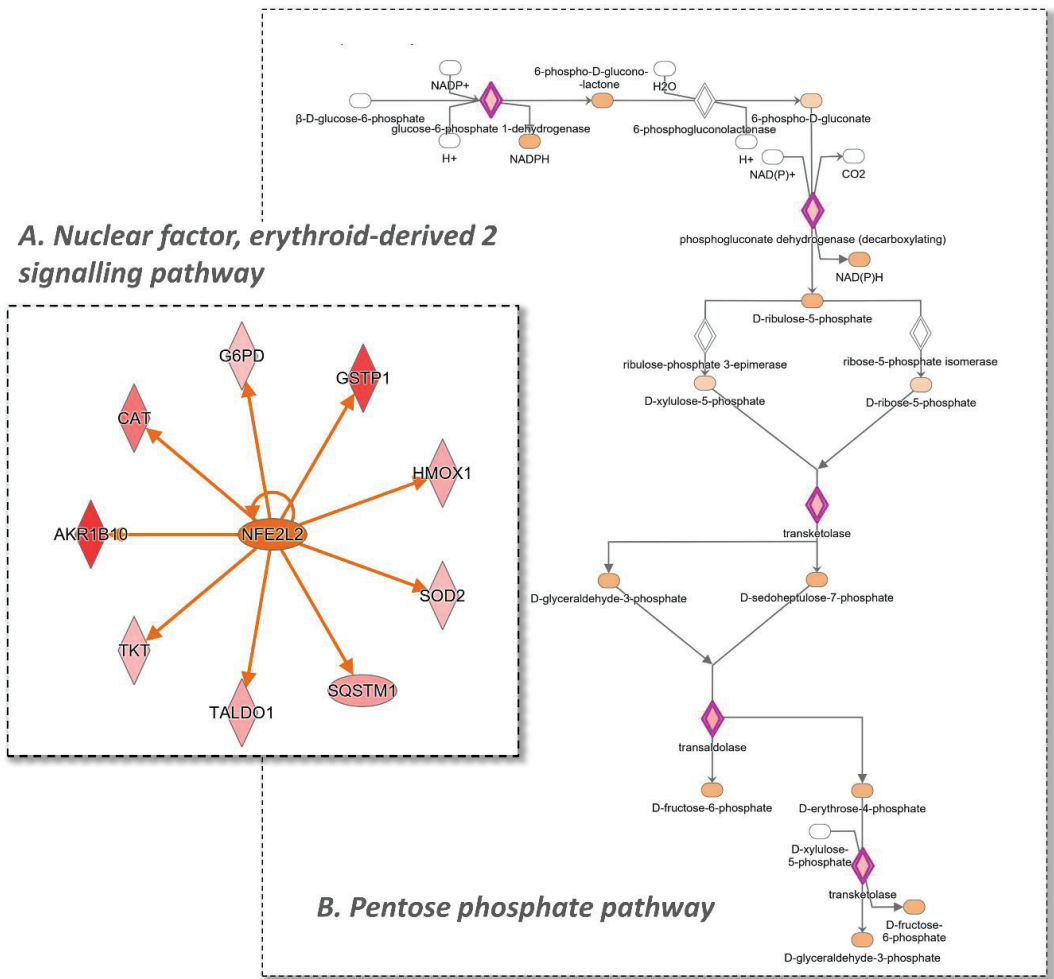 NADP+
6-phospho-D-glucono
-lactone
H2O
β-D-glucose-6-phosphate
glucose-6-phosphate 1-dehydrogenase
6-phosphogluconolactonase
6-phospho-D-gluconate
H+
NADPH
H+
NAD(P)+
CO2
phosphogluconate dehydrogenase (decarboxylating)
NAD(P)H
D-ribulose-5-phosphate
ribulose-phosphate 3-epimerase
ribose-5-phosphate isomerase
D-xylulose-5-phosphate
D-ribose-5-phosphate
transketolase
D-glyceraldehyde-3-phosphate
D-sedoheptulose-7-phosphate
transaldolase
D-fructose-6-phosphate
D-erythrose-4-phosphate
D-xylulose-
5-phosphate
transketolase
D-fructose-
6-phosphate
D-glyceraldehyde-3-phosphate
A. Nuclear factor, erythroid-derived 2
signalling pathway
G6PD
GSTP1
CAT
HMOX1
AKR1B10
NFE2L2
SOD2
TKT
SQSTM1
TALDO1
B. Pentose phosphate pathway